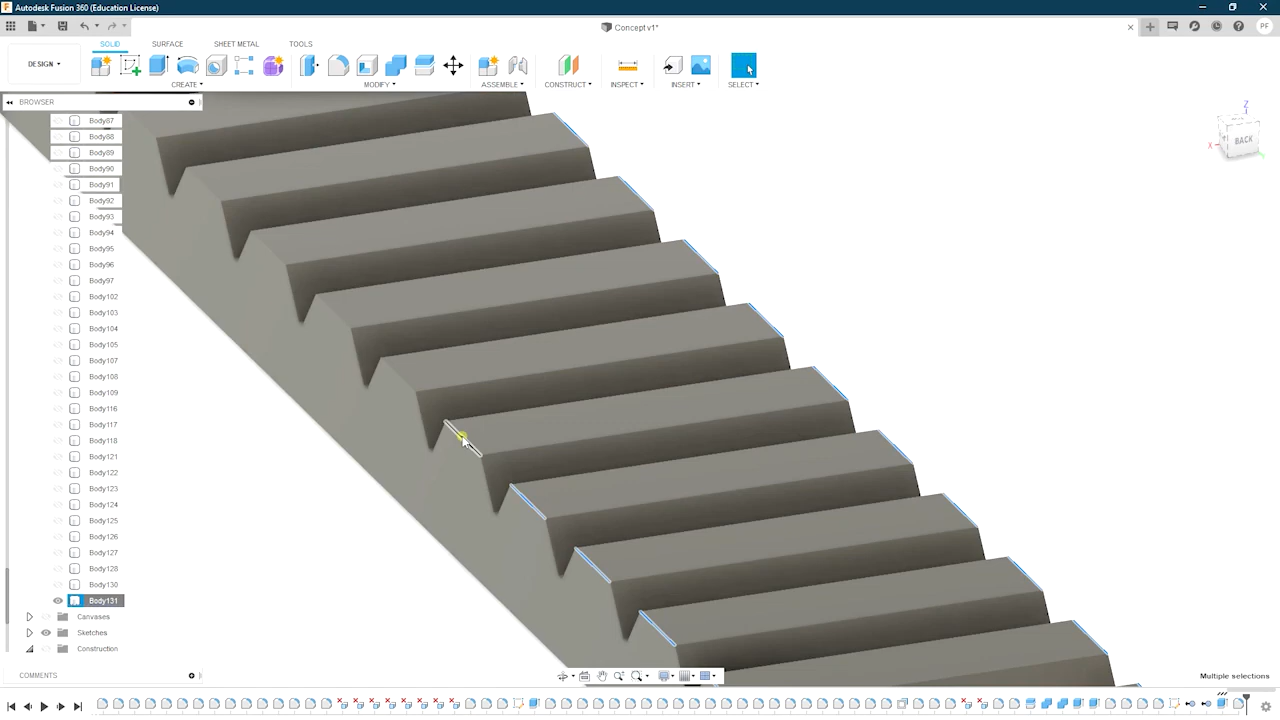 Autodesk Fusion 360 (Education License)
Concept v1*
PF
SOLID SURFACE SHEET METAL TOOLS
DESIGN
CREATE MODIFY ASSEMBLE CONSTRUCT INSPECT INSERT SELECT
BROWSER
Body87
Body88
Body89
Body90
Body91
Body92
Body93
Body94
Body95
Body96
Body97
Body102
Body103
Body104
Body105
Body107
Body108
Body109
Body116
Body117
Body118
Body121
Body122
Body123
Body124
Body125
Body126
Body127
Body128
Body130
Body131
Canvases
Sketches
Construction
Z
BACK
X
COMMENTS
Multiple selections